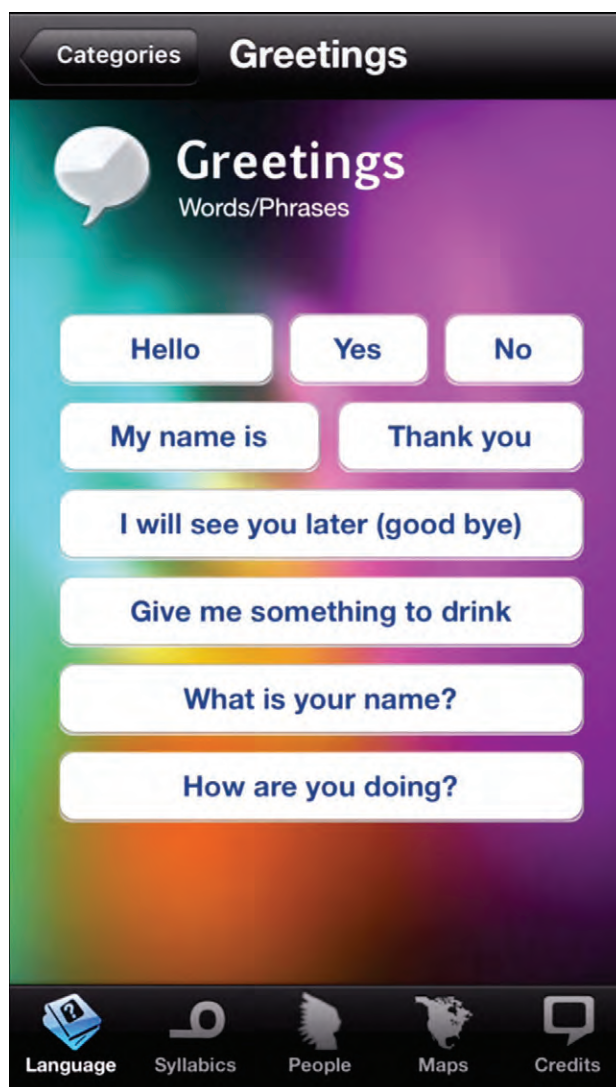 Categories Greetings
Greetings
Words/Phrases
Hello Yes No
My name is Thank you
I will see you later (good bye)
Give me something to drink
What is your name?
How are you doing?
?
Language Syllabics People Maps Credits